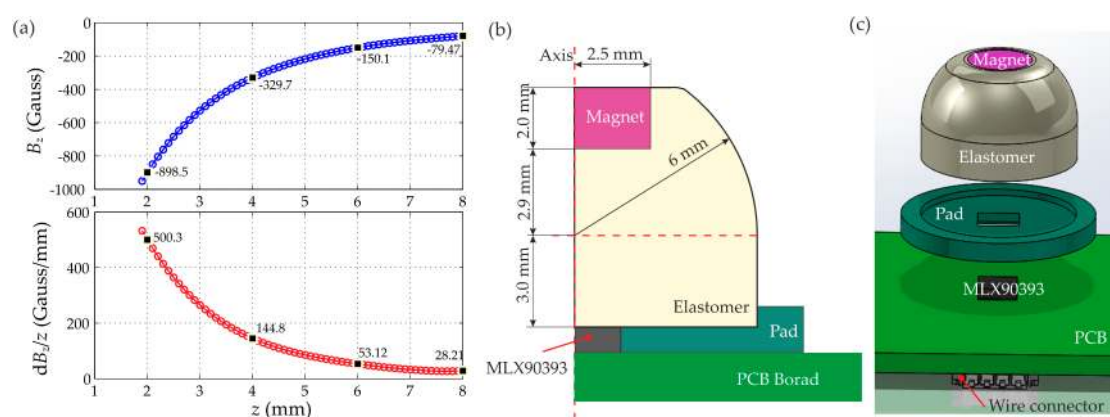 (a)
0
-200
-400
-600
-800
-1000
B_z (Gauss)
-898.5
-329.7
-150.1
-79.47
1 2 3 4 5 6 7 8
600
400
200
0
dB_z/z (Gauss/mm)
500.3
144.8
53.12
28.21
1 2 3 4 5 6 7 8
z (mm)
(b)
Axis
2.5 mm
2.0 mm
Magnet
2.9 mm
6 mm
3.0 mm
Elastomer
Pad
MLX90393
PCB Borad
(c)
Magnet
Elastomer
Pad
MLX90393
PCB
Wire connector